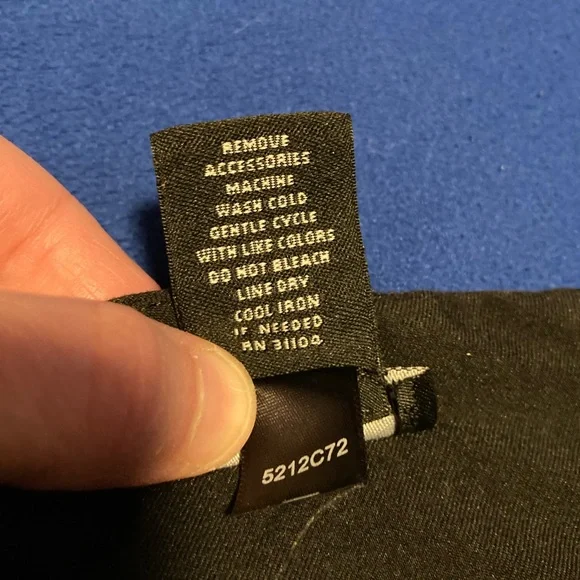 REMOVE
ACCESSORIES
MACHINE
WASH COLD
GENTLE CYCLE
WITH LIKE COLORS
DO NOT BLEACH
LINE DRY
COOL IRON
IF NEEDED
RN 31104
5212C72